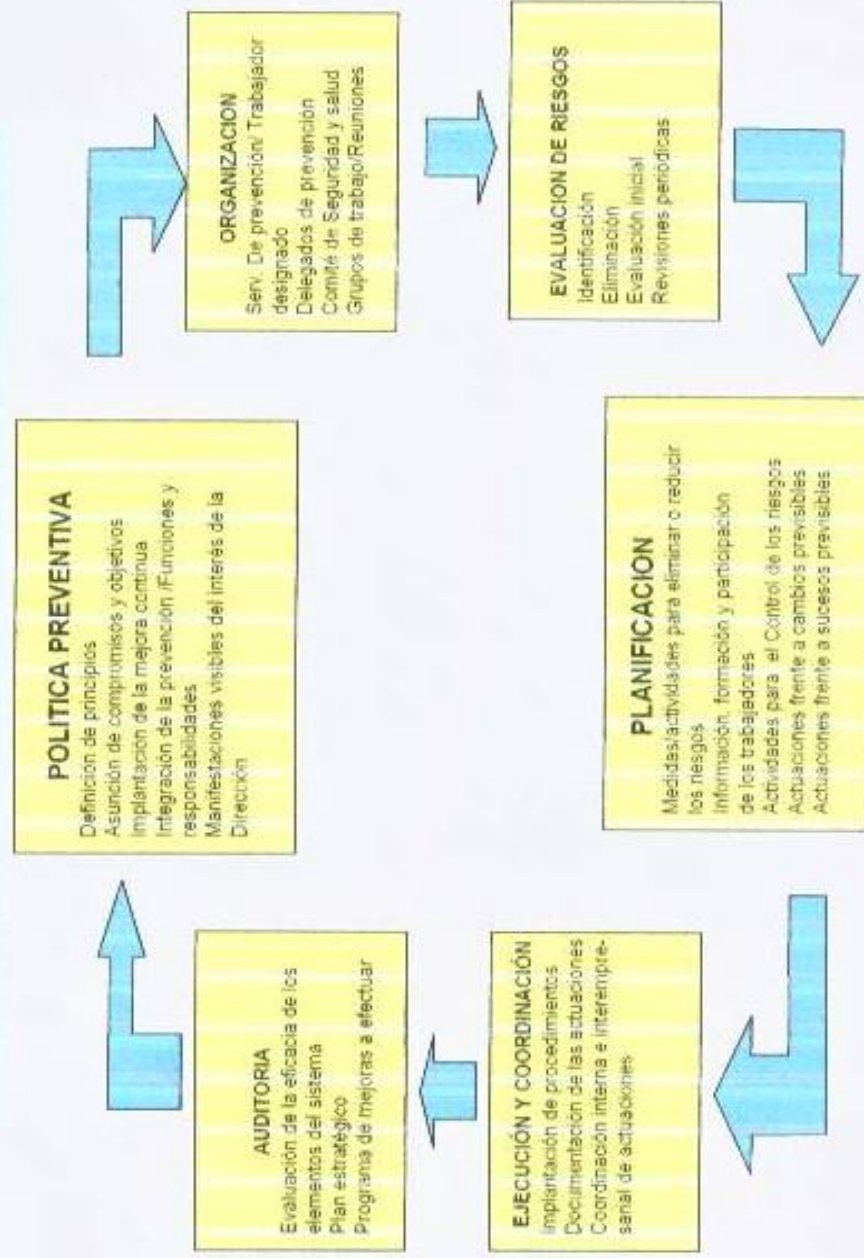 POLITICA PREVENTIVA
Definicion de principios
Asunción de compromisos y objetivos
Implantación de la mejora continua
Integración de la prevención /Funciones y
responsabilidades
Manifestaciones visibles del interés de la
Dirección
ORGANIZACION
Serv. De prevención/ Trabajador
designado
Delegados de prevención
Comité de Seguridad y salud
Grupos de trabajo/Reuniones
EVALUACION DE RIESGOS
Identificación
Eliminación
Evaluación inicial
Revisiones periódicas
PLANIFICACION
Medidas/actividades para eliminar o reducir
los riesgos
Información, formación y participación
de los trabajadores
Actividades para el Control de los riesgos
Actuaciones frente a cambios previsibles
Actuaciones frente a sucesos previsibles
EJECUCIÓN Y COORDINACIÓN
Implantación de procedimientos
Documentación de las actuaciones
Coordinación interna e interempre-
sarial de actuaciones
AUDITORIA
Evaluación de la eficacia de los
elementos del sistema
Plan estratégico
Programa de mejoras a efectuar